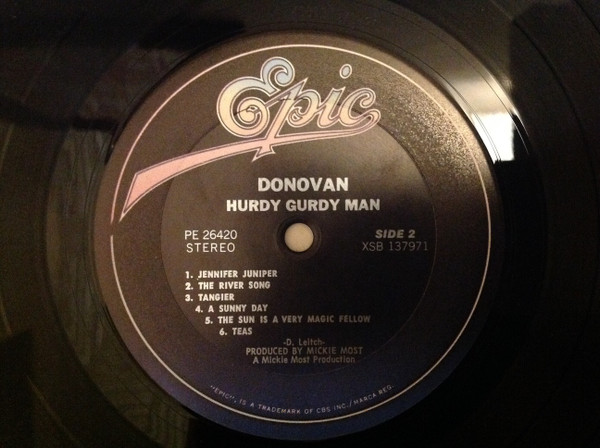 Epic
DONOVAN
HURDY GURDY MAN
PE 26420
STEREO
SIDE 2
XSB 137971
1. JENNIFER JUNIPER
2. THE RIVER SONG
3. TANGIER
4. A SUNNY DAY
5. THE SUN IS A VERY MAGIC FELLOW
6. TEAS
-D. Leitch-
PRODUCED BY MICKIE MOST
A Mickie Most Production
"EPIC", IS A TRADEMARK OF CBS INC./MARCA REG.